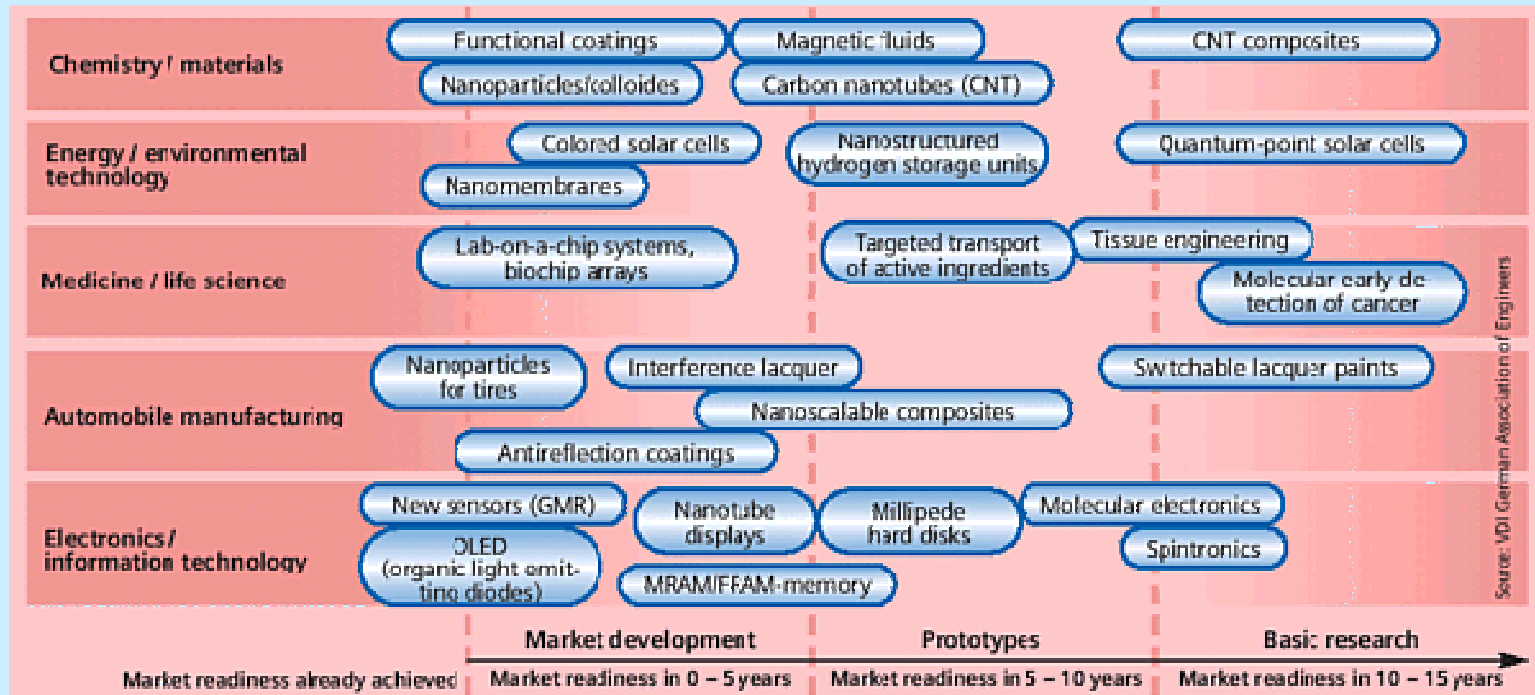 Chemistry / materials
Functional coatings
Magnetic fluids
CNT composites
Nanoparticles/colloides
Carbon nanotubes (CNT)
Energy / environmental
technology
Colored solar cells
Nanostructured
hydrogen storage units
Quantum-point solar cells
Nanomembrares
Medicine / life science
Lab-on-a-chip systems,
biochip arrays
Targeted transport
of active ingredients
Tissue engineering
Molecular early de-
tection of cancer
Automobile manufacturing
Nanoparticles
for tires
Interference lacquer
Switchable lacquer paints
Nanoscalable composites
Antireflection coatings
Electronics /
information technology
New sensors (GMR)
Nanotube
displays
Millipede
hard disks
Molecular electronics
OLED
(organic light emit-
ting diodes)
Spintronics
MRAM/FRAM-memory
Source: VDI German Association of Engineers
Market development
Prototypes
Basic research
Market readiness already achieved
Market readiness in 0 – 5 years
Market readiness in 5 – 10 years
Market readiness in 10 – 15 years